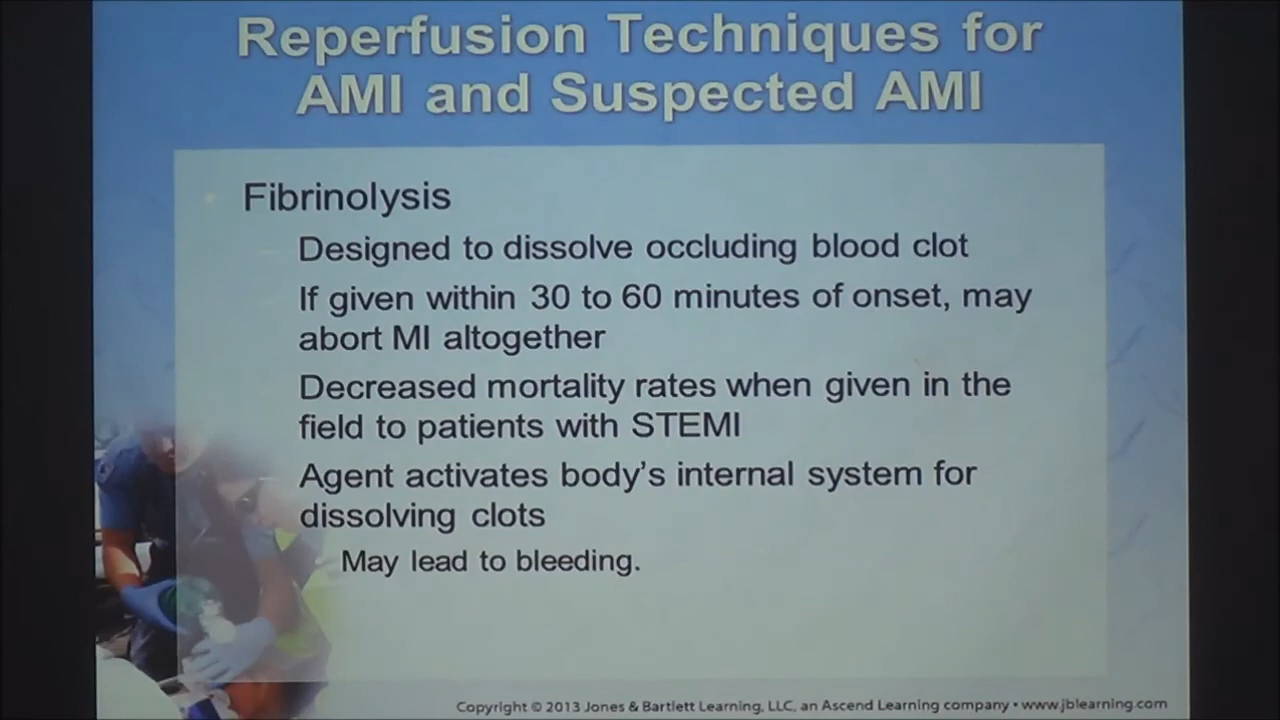 Reperfusion Techniques for
AMI and Suspected AMI
Fibrinolysis
Designed to dissolve occluding blood clot
If given within 30 to 60 minutes of onset, may
abort MI altogether
Decreased mortality rates when given in the
field to patients with STEMI
Agent activates body's internal system for
dissolving clots
May lead to bleeding.
Copyright © 2013 Jones & Bartlett Learning, LLC, an Ascend Learning company • www.jblearning.com